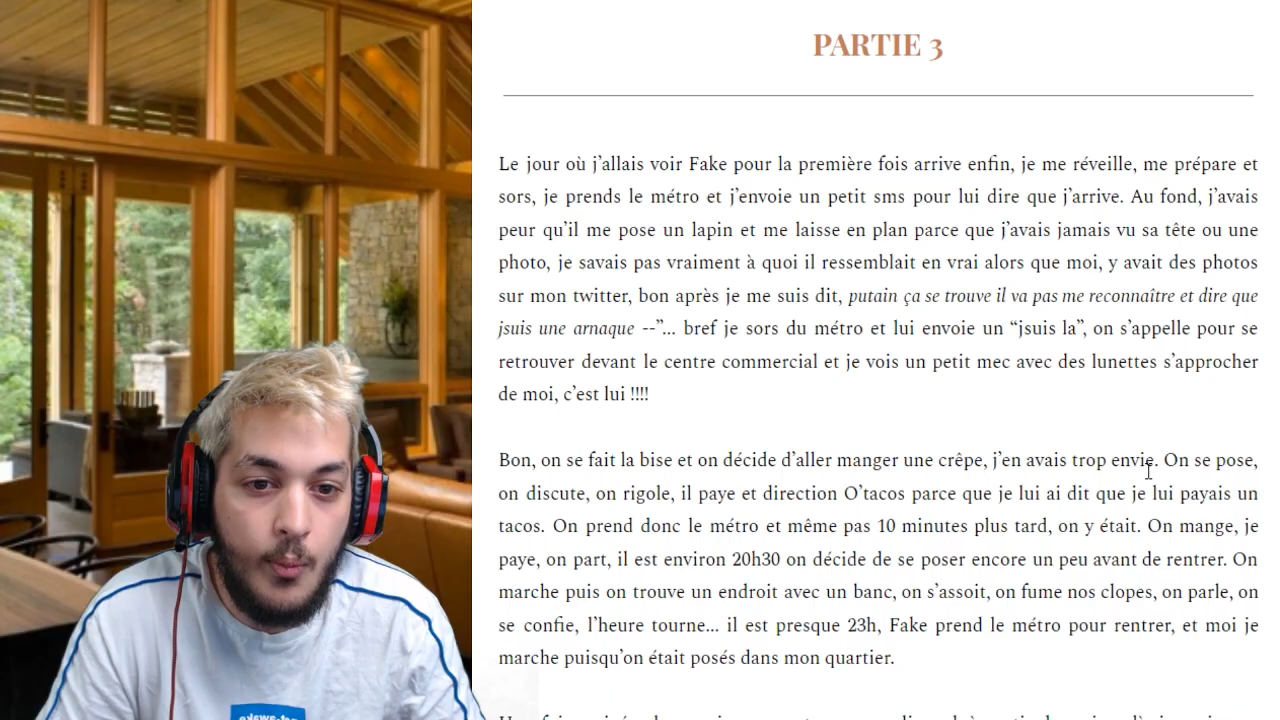 PARTIE 3
Le jour où j’allais voir Fake pour la première fois arrive enfin, je me réveille, me prépare et
sors, je prends le métro et j’envoie un petit sms pour lui dire que j’arrive. Au fond, j’avais
peur qu’il me pose un lapin et me laisse en plan parce que j’avais jamais vu sa tête ou une
photo, je savais pas vraiment à quoi il ressemblait en vrai alors que moi, y avait des photos
sur mon twitter, bon après je me suis dit, putain ça se trouve il va pas me reconnaître et dire que
jsuis une arnaque --”... bref je sors du métro et lui envoie un “jsuis la”, on s’appelle pour se
retrouver devant le centre commercial et je vois un petit mec avec des lunettes s’approcher
de moi, c’est lui !!!!
Bon, on se fait la bise et on décide d’aller manger une crêpe, j’en avais trop envie. On se pose,
on discute, on rigole, il paye et direction O’tacos parce que je lui ai dit que je lui payais un
tacos. On prend donc le métro et même pas 10 minutes plus tard, on y était. On mange, je
paye, on part, il est environ 20h30 on décide de se poser encore un peu avant de rentrer. On
marche puis on trouve un endroit avec un banc, on s’assoit, on fume nos clopes, on parle, on
se confie, l’heure tourne... il est presque 23h, Fake prend le métro pour rentrer, et moi je
marche puisqu’on était posés dans mon quartier.